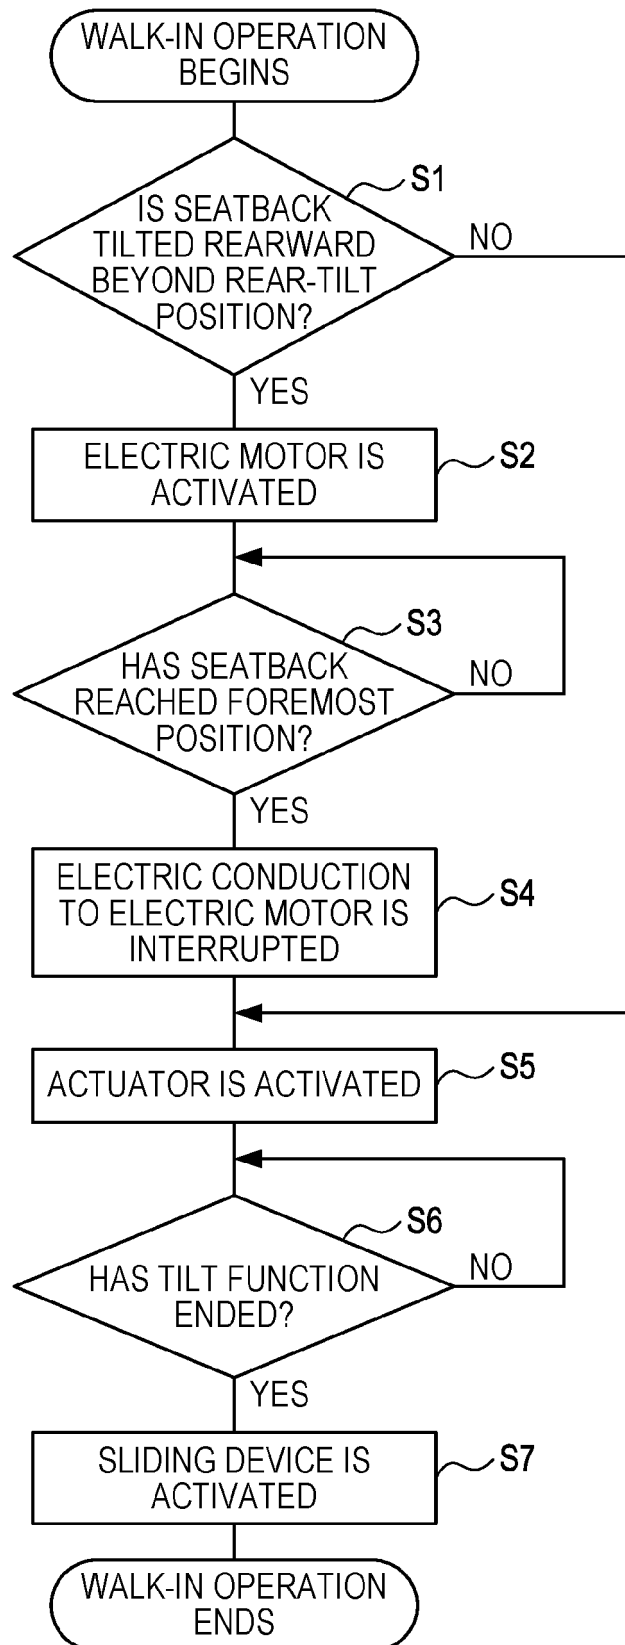 WALK-IN OPERATION
BEGINS
S1
IS SEATBACK
TILTED REARWARD
BEYOND REAR-TILT
POSITION?
NO
YES
ELECTRIC MOTOR IS
ACTIVATED
S2
S3
HAS SEATBACK
REACHED FOREMOST
POSITION?
NO
YES
ELECTRIC CONDUCTION
TO ELECTRIC MOTOR IS
INTERRUPTED
S4
ACTUATOR IS ACTIVATED
S5
S6
HAS TILT FUNCTION
ENDED?
NO
YES
SLIDING DEVICE IS
ACTIVATED
S7
WALK-IN OPERATION
ENDS